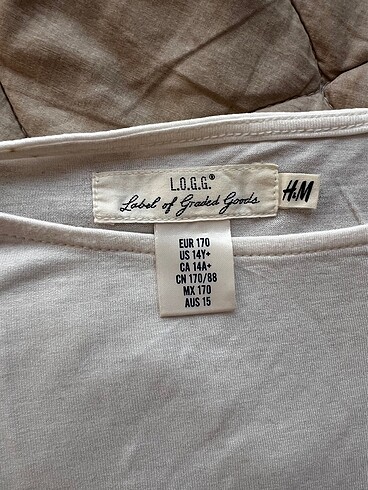 L.O.G.G.®
Label of Graded Goods
H&M
EUR 170
US 14Y+
CA 14A+
CN 170/88
MX 170
AUS 15